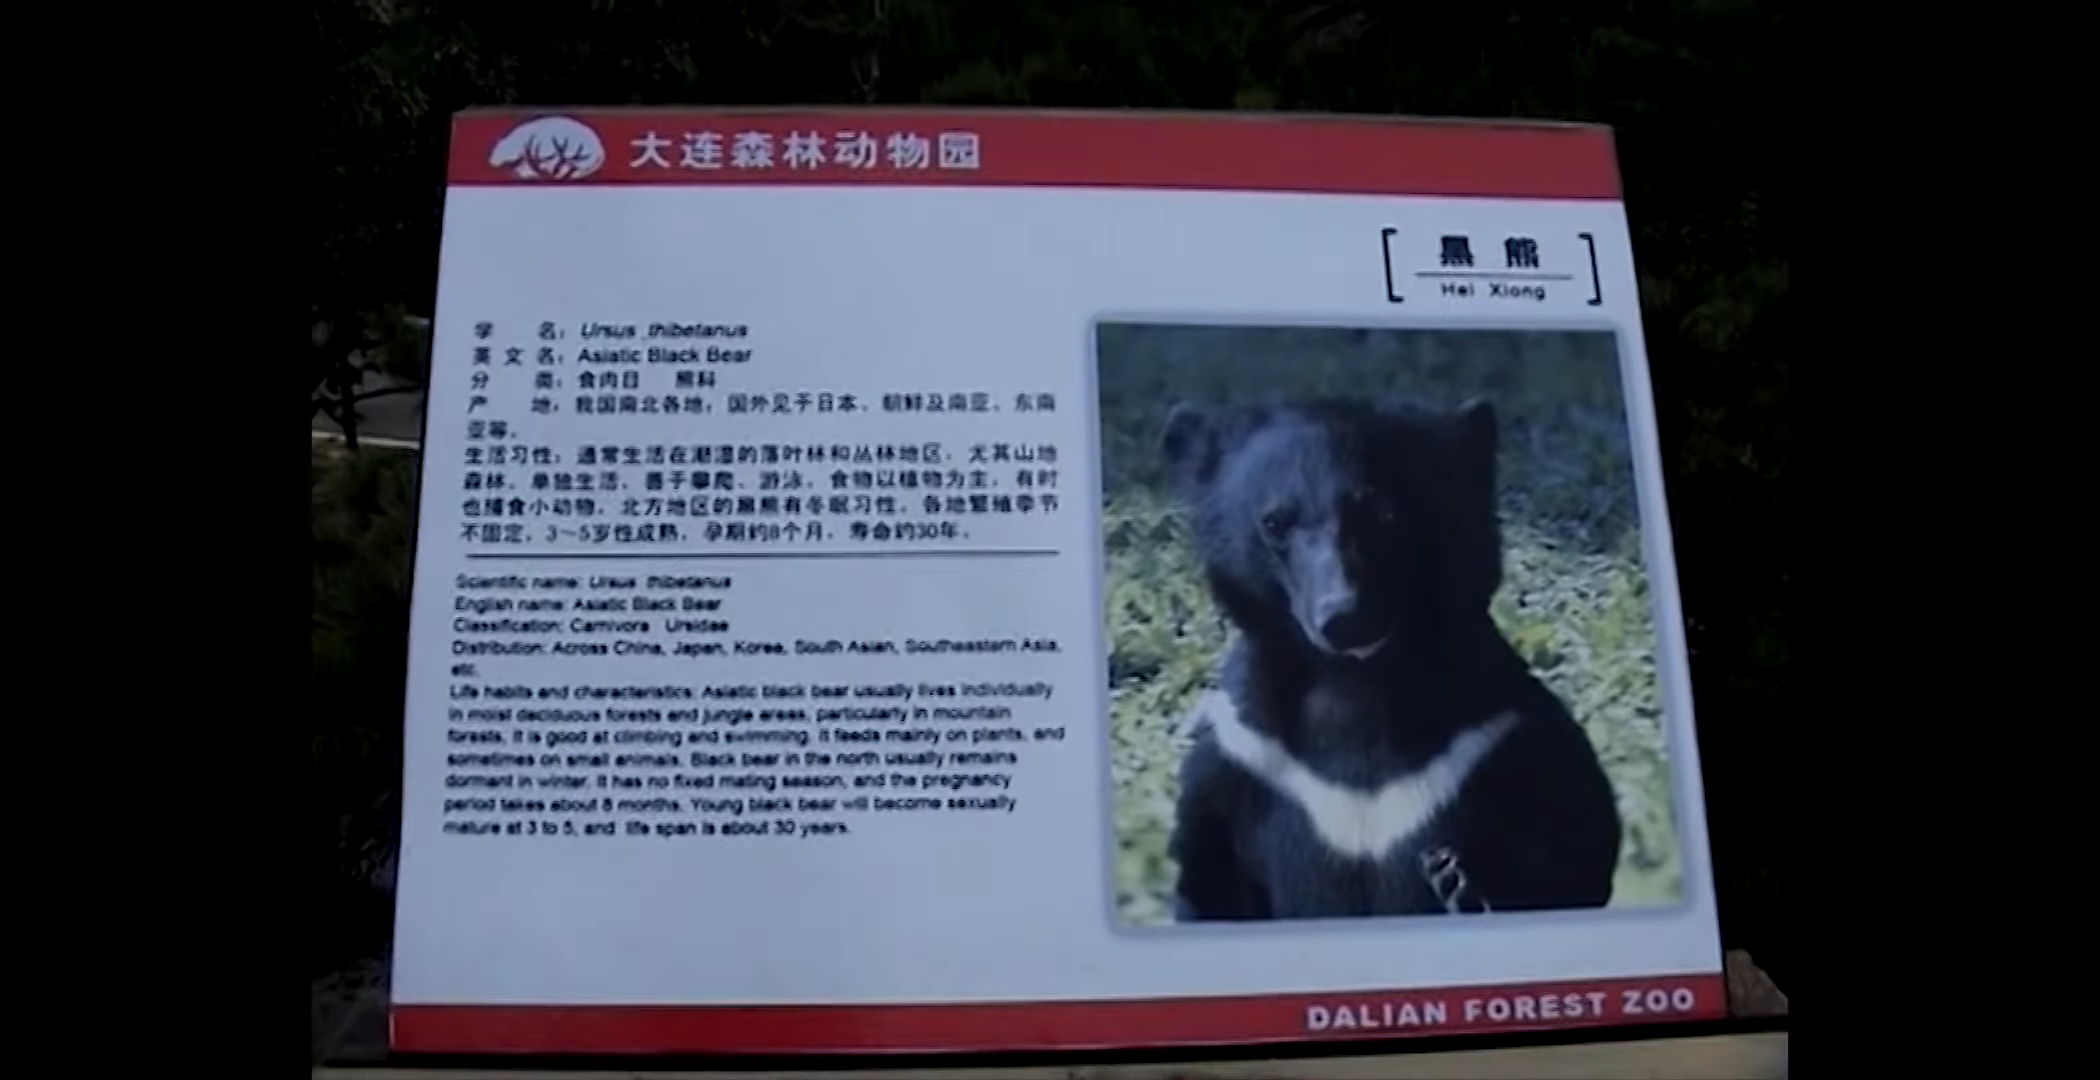 大连森林动物园
黑 熊
Hei Xiong
学 名：Ursus thibetanus
英 文 名：Asiatic Black Bear
分 类：食肉目 熊科
产 地：我国南北各地，国外见于日本、朝鲜及南亚、东南
亚等。
生活习性：通常生活在潮湿的落叶林和丛林地区，尤其山地
森林。单独生活，善于攀爬、游泳。食物以植物为主，有时
也捕食小动物。北方地区的黑熊有冬眠习性。各地繁殖季节
不固定，3～5岁性成熟，孕期约8个月，寿命约30年。
Scientific name: Ursus thibetanus
English name: Asiatic Black Bear
Classification: Carnivora Ursidae
Distribution: Across China, Japan, Korea, South Asian, Southeastern Asia,
etc.
Life habits and characteristics: Asiatic black bear usually lives individually
in moist deciduous forests and jungle areas, particularly in mountain
forests. It is good at climbing and swimming. It feeds mainly on plants, and
sometimes on small animals. Black bear in the north usually remains
dormant in winter. It has no fixed mating season, and the pregnancy
period takes about 8 months. Young black bear will become sexually
mature at 3 to 5, and life span is about 30 years.
DALIAN FOREST ZOO